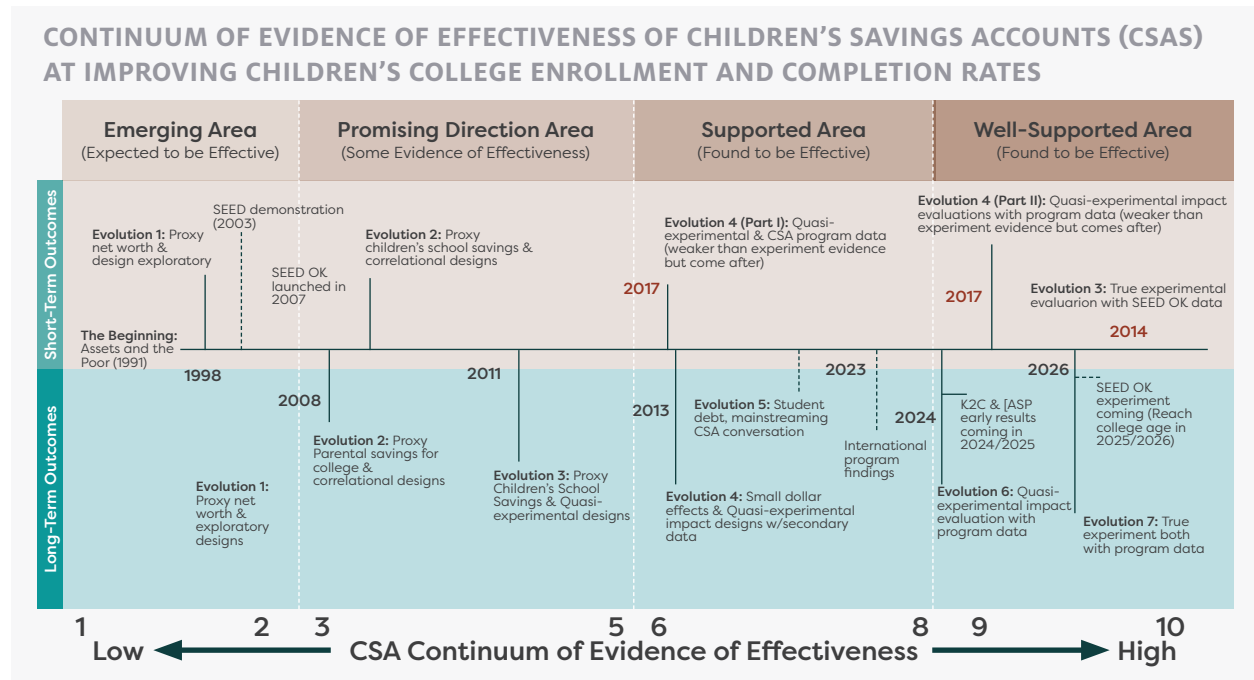 CONTINUUM OF EVIDENCE OF EFFECTIVENESS OF CHILDREN'S SAVINGS ACCOUNTS (CSAS)
AT IMPROVING CHILDREN'S COLLEGE ENROLLMENT AND COMPLETION RATES
Emerging Area
(Expected to be Effective)
Promising Direction Area
(Some Evidence of Effectiveness)
Supported Area
(Found to be Effective)
Well-Supported Area
(Found to be Effective)
Short-Term Outcomes
Evolution 1: Proxy
net worth &
design exploratory
SEED demonstration
(2003)
SEED OK
launched in
2007
Evolution 2: Proxy
children's school savings &
correlational designs
Evolution 4 (Part I): Quasi-
experimental & CSA program data
(weaker than experiment evidence
but come after)
2017
Evolution 4 (Part II): Quasi-experimental impact
evaluations with program data (weaker than
experiment evidence but comes after)
2017
Evolution 3: True experimental
evaluarion with SEED OK data
2014
The Beginning:
Assets and the
Poor (1991)
Long-Term Outcomes
1998
Evolution 1:
Proxy net
worth &
exploratory
designs
2008
Evolution 2: Proxy
Parental savings for
college &
correlational designs
2011
Evolution 3: Proxy
Children's School
Savings & Quasi-
experimental designs
2013
Evolution 4: Small dollar
effects & Quasi-experimental
impact designs w/secondary
data
Evolution 5: Student
debt, mainstreaming
CSA conversation
2023
International
program
findings
2024
K2C & [ASP
early results
coming in
2024/2025
Evolution 6: Quasi-
experimental impact
evaluation with
program data
2026
SEED OK
experiment
coming (Reach
college age in
2025/2026)
Evolution 7: True
experiment both
with program data
1 2 3 5 6 8 9 10
Low CSA Continuum of Evidence of Effectiveness High